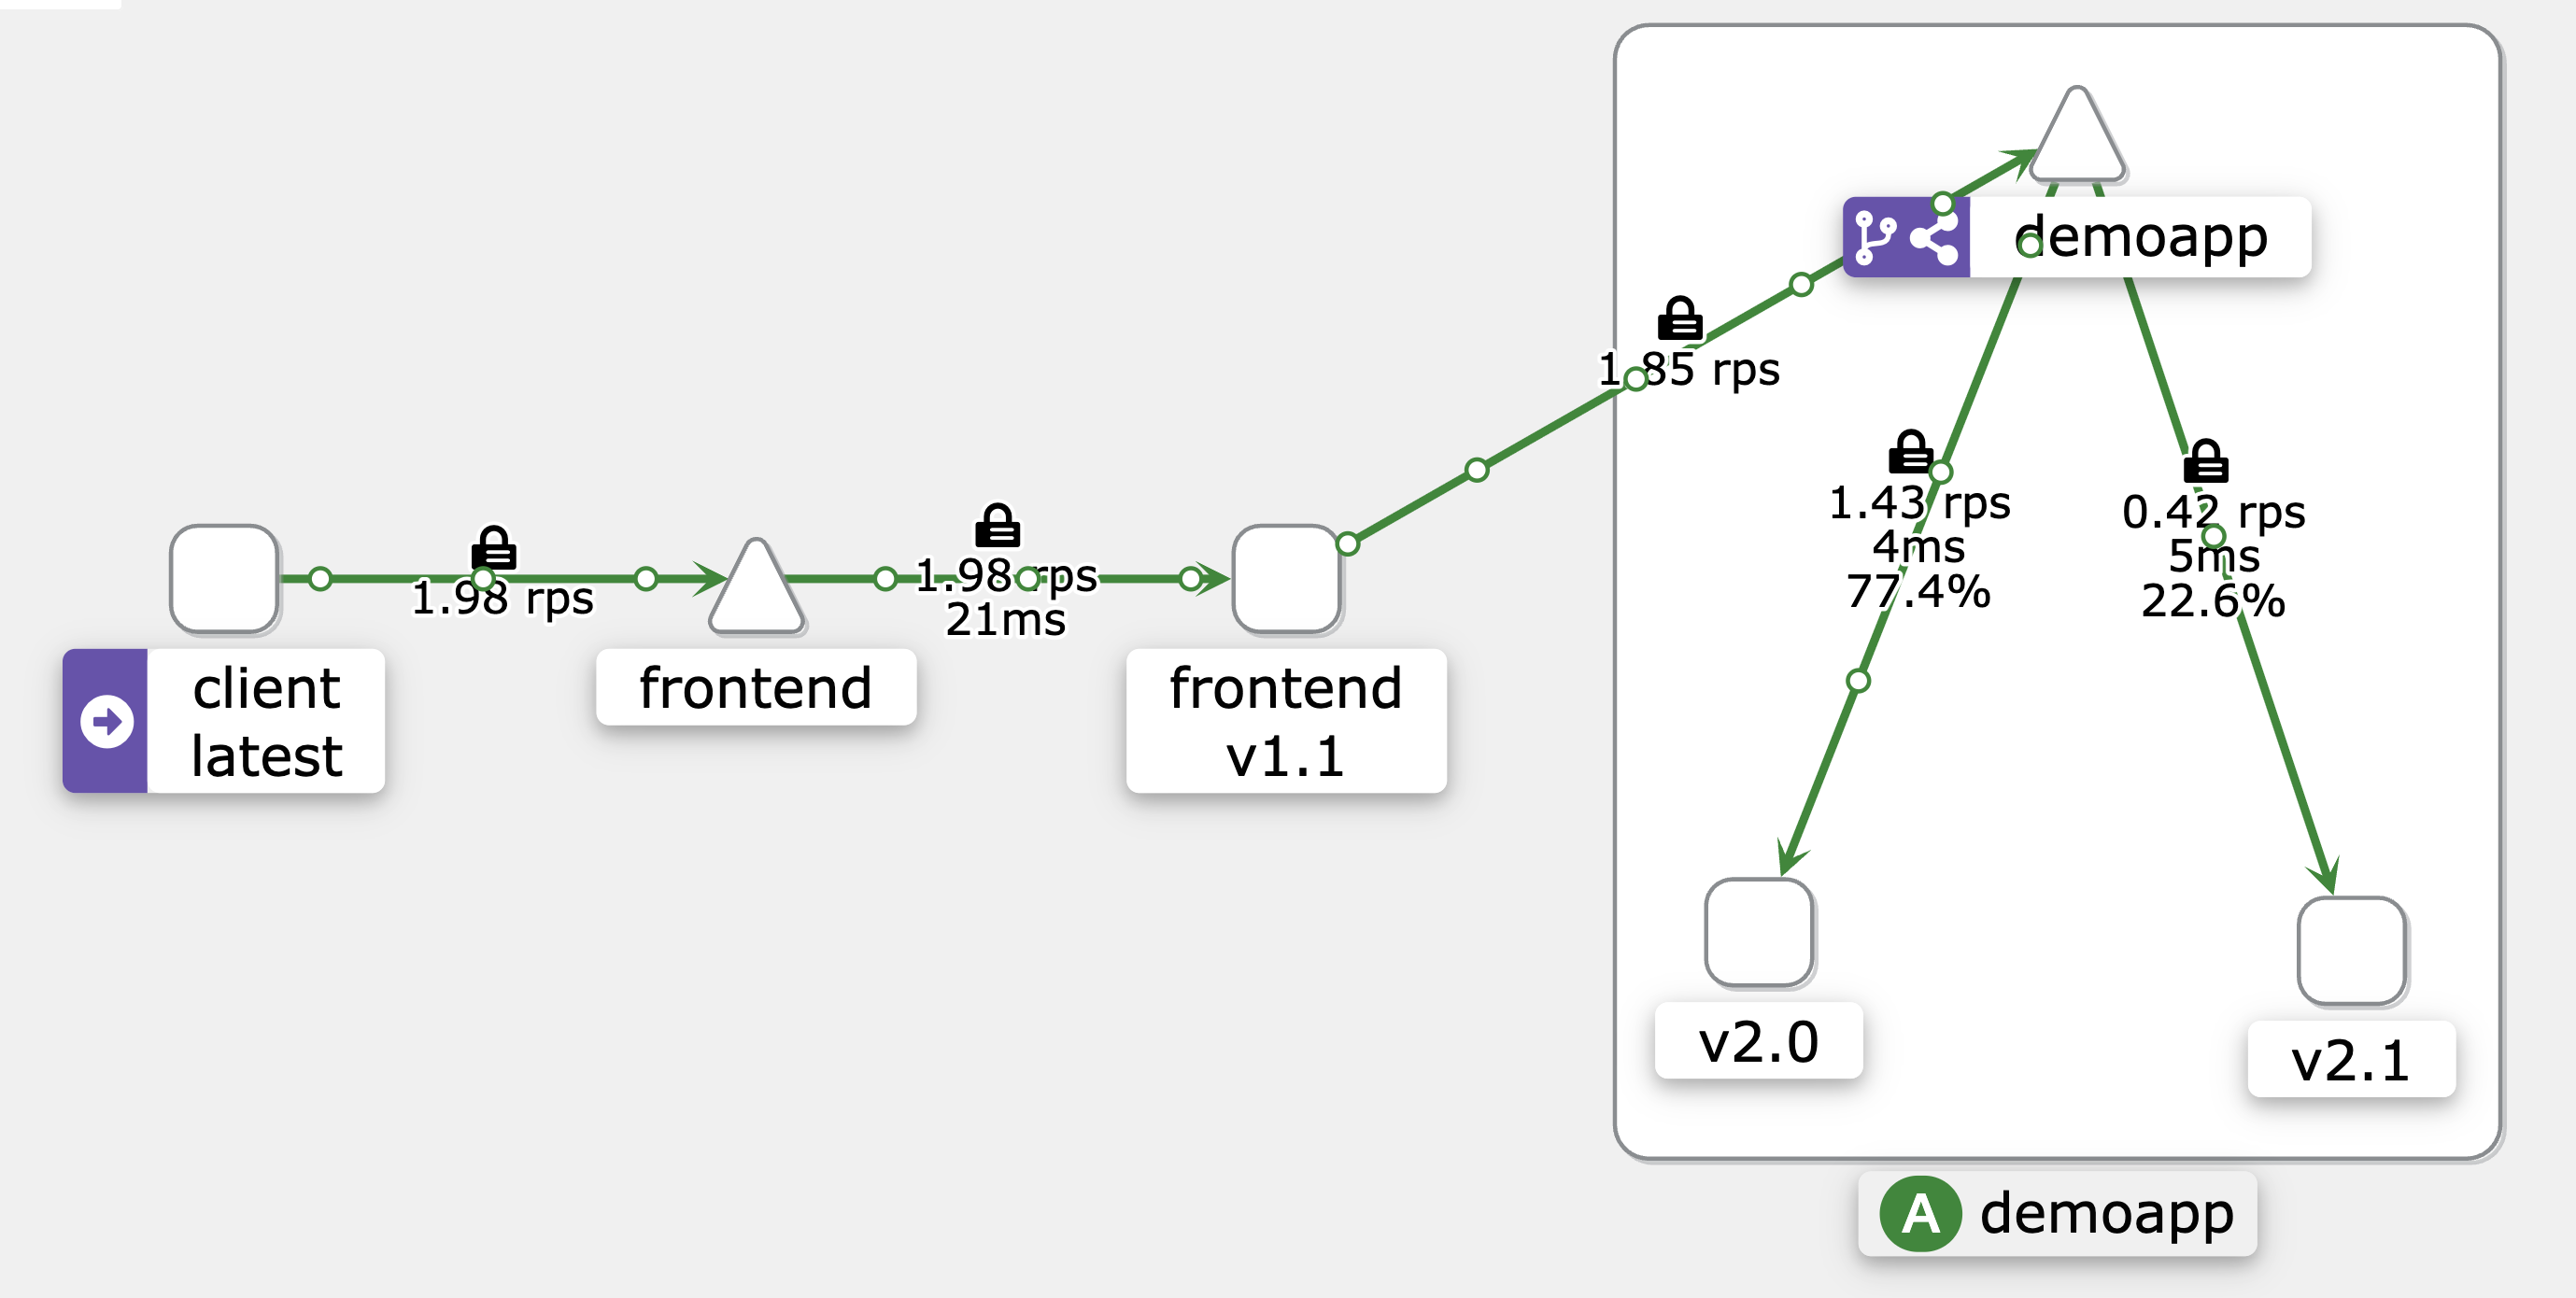 1.98 rps
client
latest
frontend
1.98 rps
21ms
frontend
v1.1
1.85 rps
demoapp
1.43 rps
4ms
77.4%
0.42 rps
5ms
22.6%
v2.0
v2.1
A demoapp